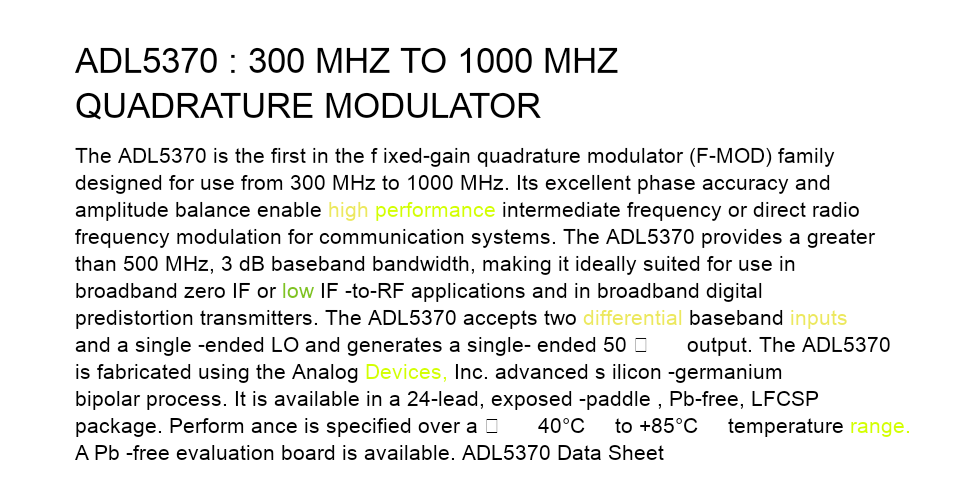 ADL5370 : 300 MHZ TO 1000 MHZ
QUADRATURE MODULATOR
The ADL5370 is the first in the f ixed-gain quadrature modulator (F-MOD) family
designed for use from 300 MHz to 1000 MHz. Its excellent phase accuracy and
amplitude balance enable high performance intermediate frequency or direct radio
frequency modulation for communication systems. The ADL5370 provides a greater
than 500 MHz, 3 dB baseband bandwidth, making it ideally suited for use in
broadband zero IF or low IF -to-RF applications and in broadband digital
predistortion transmitters. The ADL5370 accepts two differential baseband inputs
and a single -ended LO and generates a single- ended 50 □ output. The ADL5370
is fabricated using the Analog Devices, Inc. advanced s ilicon -germanium
bipolar process. It is available in a 24-lead, exposed -paddle , Pb-free, LFCSP
package. Perform ance is specified over a □ 40°C to +85°C temperature range.
A Pb -free evaluation board is available. ADL5370 Data Sheet